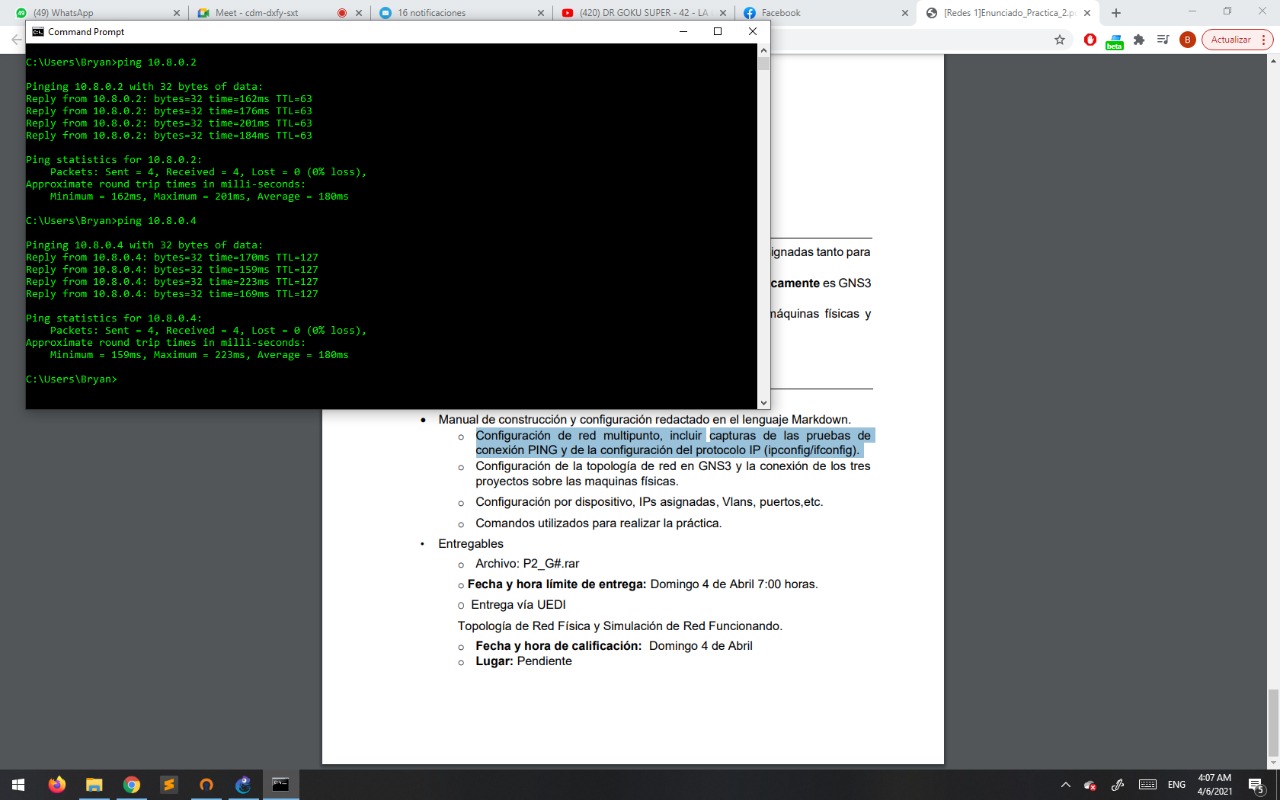 (49) WhatsApp
Meet - cdm-dxfy-sxt
16 notificaciones
(420) DR GOKU SUPER - 42 - LA
Facebook
[Redes 1]Enunciado_Practica_2.p
Command Prompt
beta
B
Actualizar
C:\Users\Bryan>ping 10.8.0.2
Pinging 10.8.0.2 with 32 bytes of data:
Reply from 10.8.0.2: bytes=32 time=162ms TTL=63
Reply from 10.8.0.2: bytes=32 time=176ms TTL=63
Reply from 10.8.0.2: bytes=32 time=201ms TTL=63
Reply from 10.8.0.2: bytes=32 time=184ms TTL=63
Ping statistics for 10.8.0.2:
Packets: Sent = 4, Received = 4, Lost = 0 (0% loss),
Approximate round trip times in milli-seconds:
Minimum = 162ms, Maximum = 201ms, Average = 180ms
C:\Users\Bryan>ping 10.8.0.4
Pinging 10.8.0.4 with 32 bytes of data:
Reply from 10.8.0.4: bytes=32 time=170ms TTL=127
Reply from 10.8.0.4: bytes=32 time=159ms TTL=127
Reply from 10.8.0.4: bytes=32 time=223ms TTL=127
Reply from 10.8.0.4: bytes=32 time=169ms TTL=127
Ping statistics for 10.8.0.4:
Packets: Sent = 4, Received = 4, Lost = 0 (0% loss),
Approximate round trip times in milli-seconds:
Minimum = 159ms, Maximum = 223ms, Average = 180ms
C:\Users\Bryan>
ignadas tanto para
camente es GNS3
máquinas físicas y
• Manual de construcción y configuración redactado en el lenguaje Markdown.
o Configuración de red multipunto, incluir capturas de las pruebas de
conexión PING y de la configuración del protocolo IP (ipconfig/ifconfig).
o Configuración de la topología de red en GNS3 y la conexión de los tres
proyectos sobre las maquinas físicas.
o Configuración por dispositivo, IPs asignadas, Vlans, puertos,etc.
o Comandos utilizados para realizar la práctica.
• Entregables
o Archivo: P2_G#.rar
o Fecha y hora límite de entrega: Domingo 4 de Abril 7:00 horas.
o Entrega vía UEDI
Topología de Red Física y Simulación de Red Funcionando.
o Fecha y hora de calificación: Domingo 4 de Abril
o Lugar: Pendiente
ENG
4:07 AM
4/6/2021
5